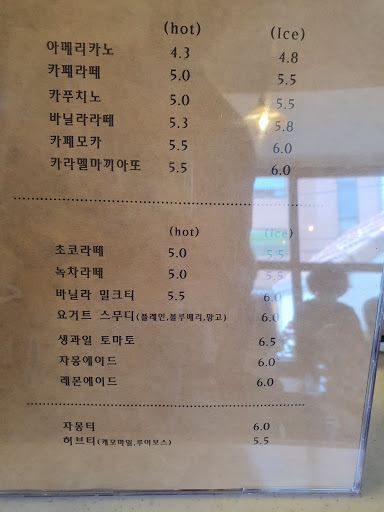 (hot) (Ice)
아메리카노 4.3 4.8
카페라떼 5.0 5.5
카푸치노 5.0 5.5
바닐라라떼 5.3 5.8
카페모카 5.5 6.0
카라멜마끼아또 5.5 6.0
(hot) (Ice)
초코라떼 5.0 5.5
녹차라떼 5.0 5.5
바닐라 밀크티 5.5 6.0
요거트 스무디(플레인,블루베리,망고) 6.0
생과일 토마토 6.5
자몽에이드 6.0
레몬에이드 6.0
자몽티 6.0
허브티(캐모마일,루이보스) 5.5